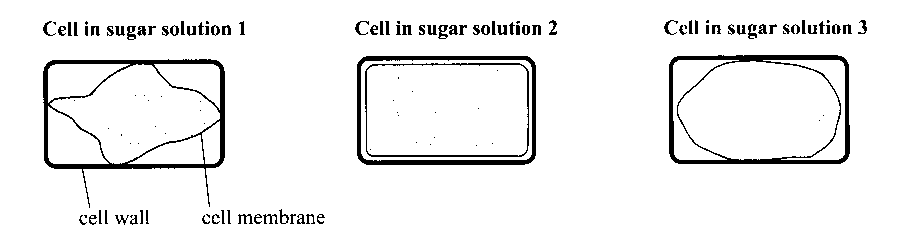 Cell in sugar solution 1 Cell in sugar solution 2 Cell in sugar solution 3
cell wall cell membrane